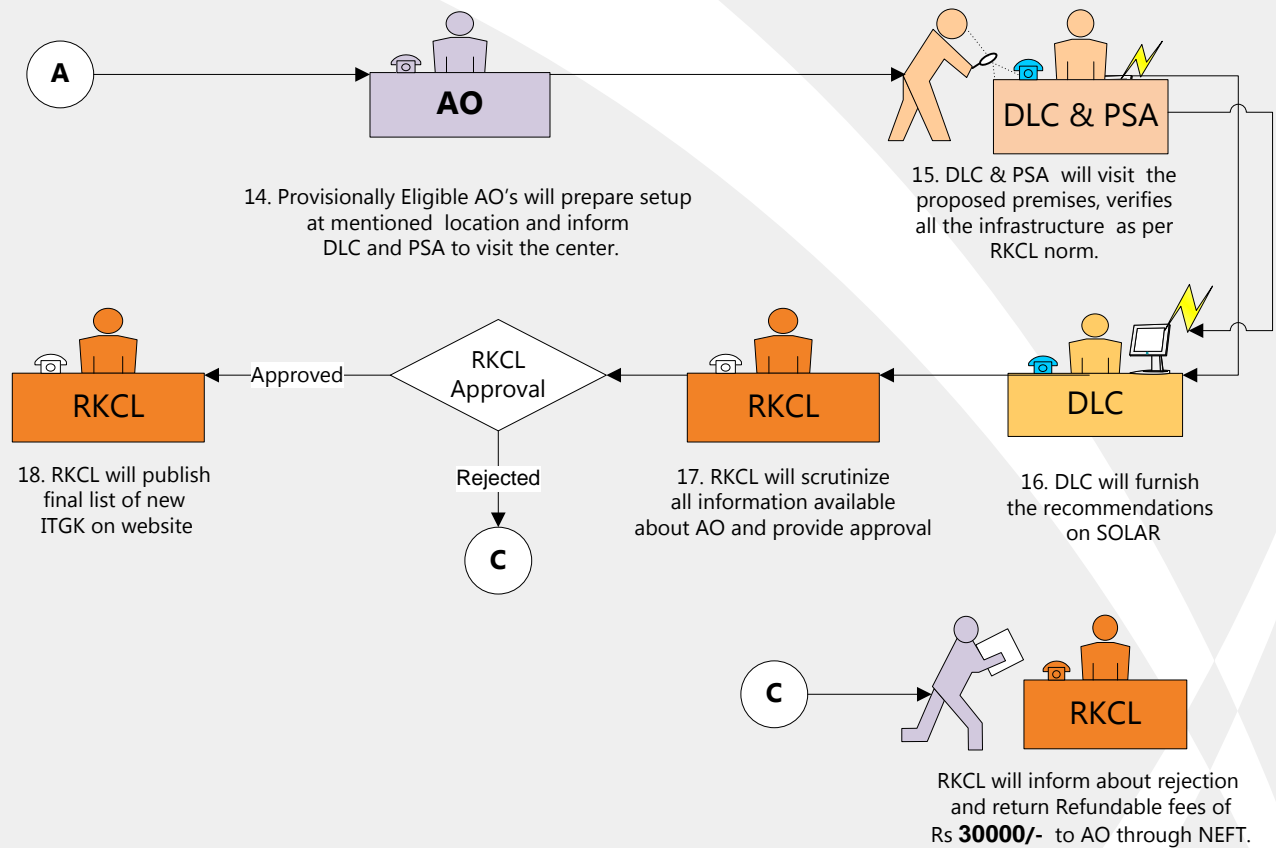 A
AO
DLC & PSA
14. Provisionally Eligible AO's will prepare setup
at mentioned location and inform
DLC and PSA to visit the center.
15. DLC & PSA will visit the
proposed premises, verifies
all the infrastructure as per
RKCL norm.
RKCL
Approved
RKCL
Approval
RKCL
DLC
18. RKCL will publish
final list of new
ITGK on website
Rejected
17. RKCL will scrutinize
all information available
about AO and provide approval
16. DLC will furnish
the recommendations
on SOLAR
C
C
RKCL
RKCL will inform about rejection
and return Refundable fees of
Rs 30000/- to AO through NEFT.